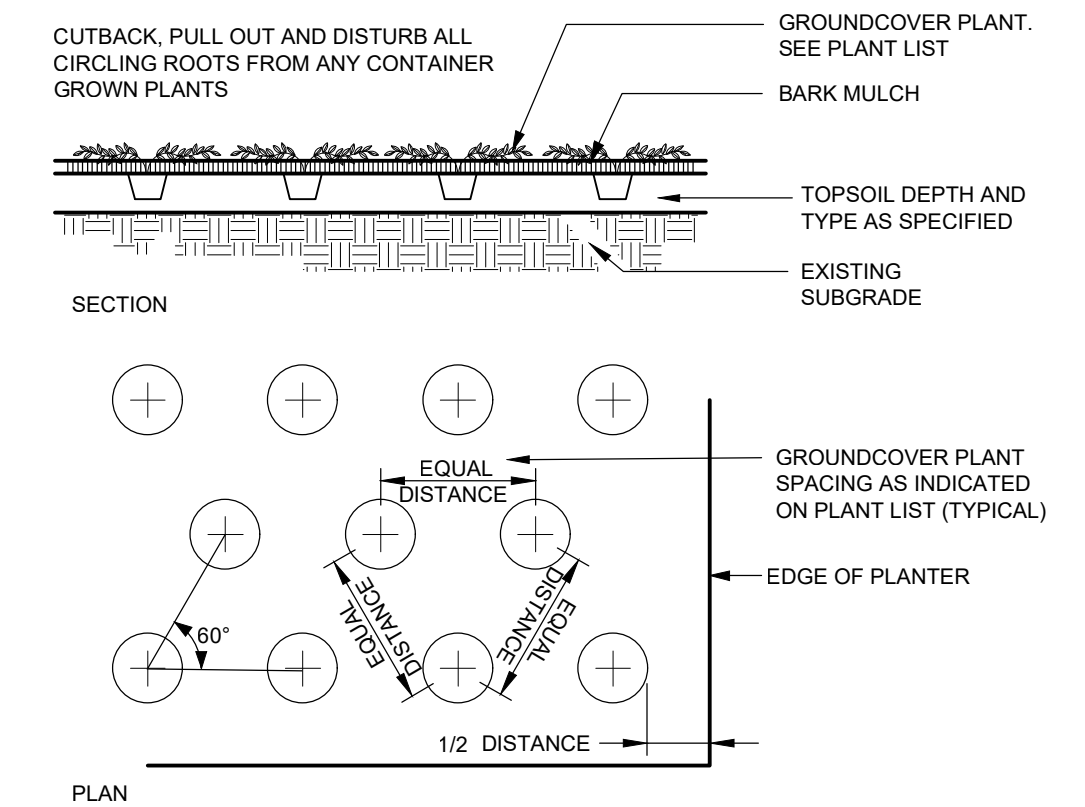 CUTBACK, PULL OUT AND DISTURB ALL
CIRCLING ROOTS FROM ANY CONTAINER
GROWN PLANTS
GROUNDCOVER PLANT.
SEE PLANT LIST
BARK MULCH
TOPSOIL DEPTH AND
TYPE AS SPECIFIED
EXISTING
SUBGRADE
SECTION
EQUAL
DISTANCE
GROUNDCOVER PLANT
SPACING AS INDICATED
ON PLANT LIST (TYPICAL)
EDGE OF PLANTER
60°
EQUAL
DISTANCE
EQUAL
DISTANCE
1/2 DISTANCE
PLAN